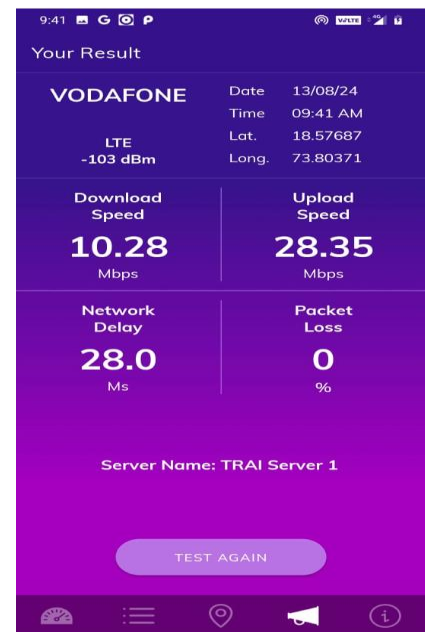 9:41 G P VoLTE 4G
Your Result
VODAFONE
LTE
-103 dBm
Date 13/08/24
Time 09:41 AM
Lat. 18.57687
Long. 73.80371
Download
Speed
10.28
Mbps
Upload
Speed
28.35
Mbps
Network
Delay
28.0
Ms
Packet
Loss
0
%
Server Name: TRAI Server 1
TEST AGAIN